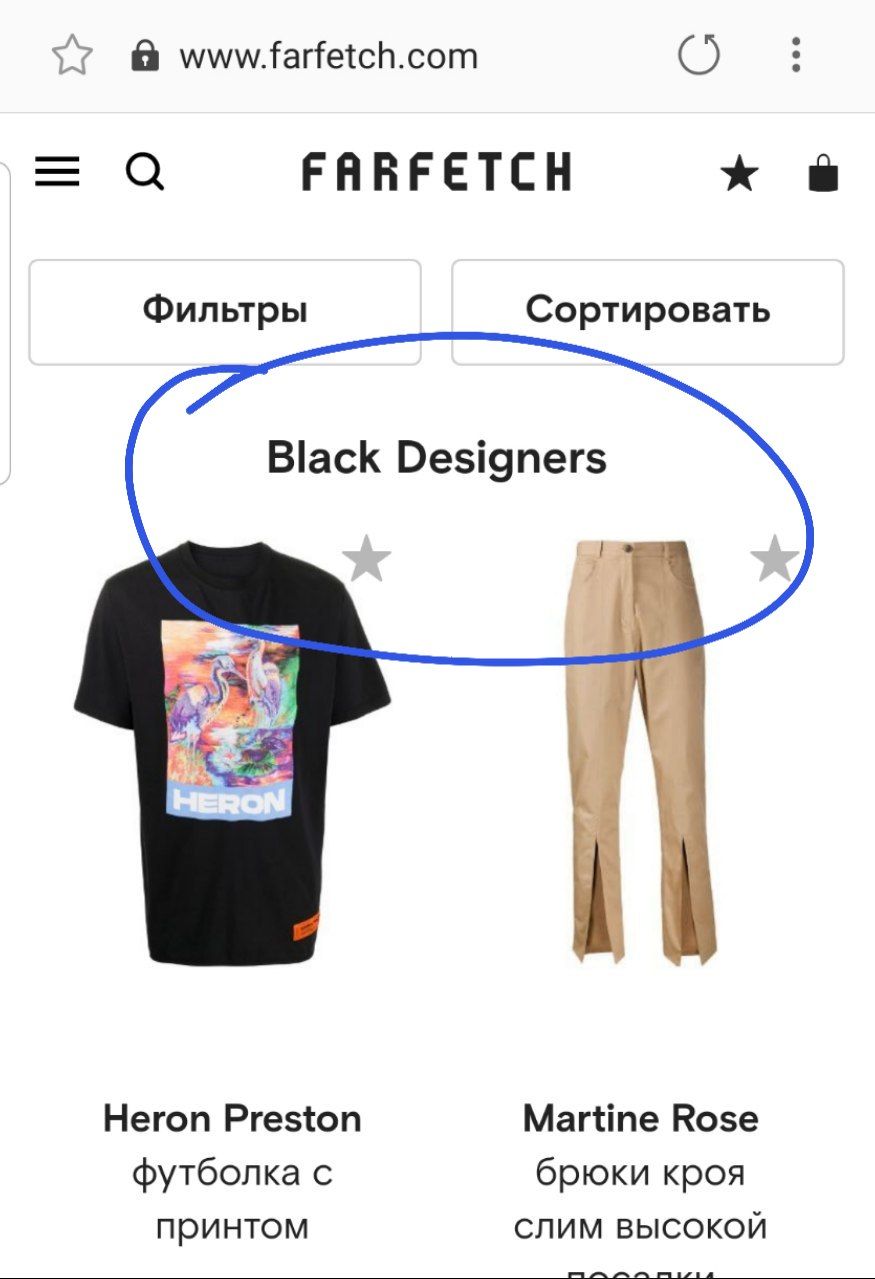 www.farfetch.com
FARFETCH
Фильтры
Сортировать
Black Designers
HERON
Heron Preston
футболка с
принтом
Martine Rose
брюки кроя
слим высокой